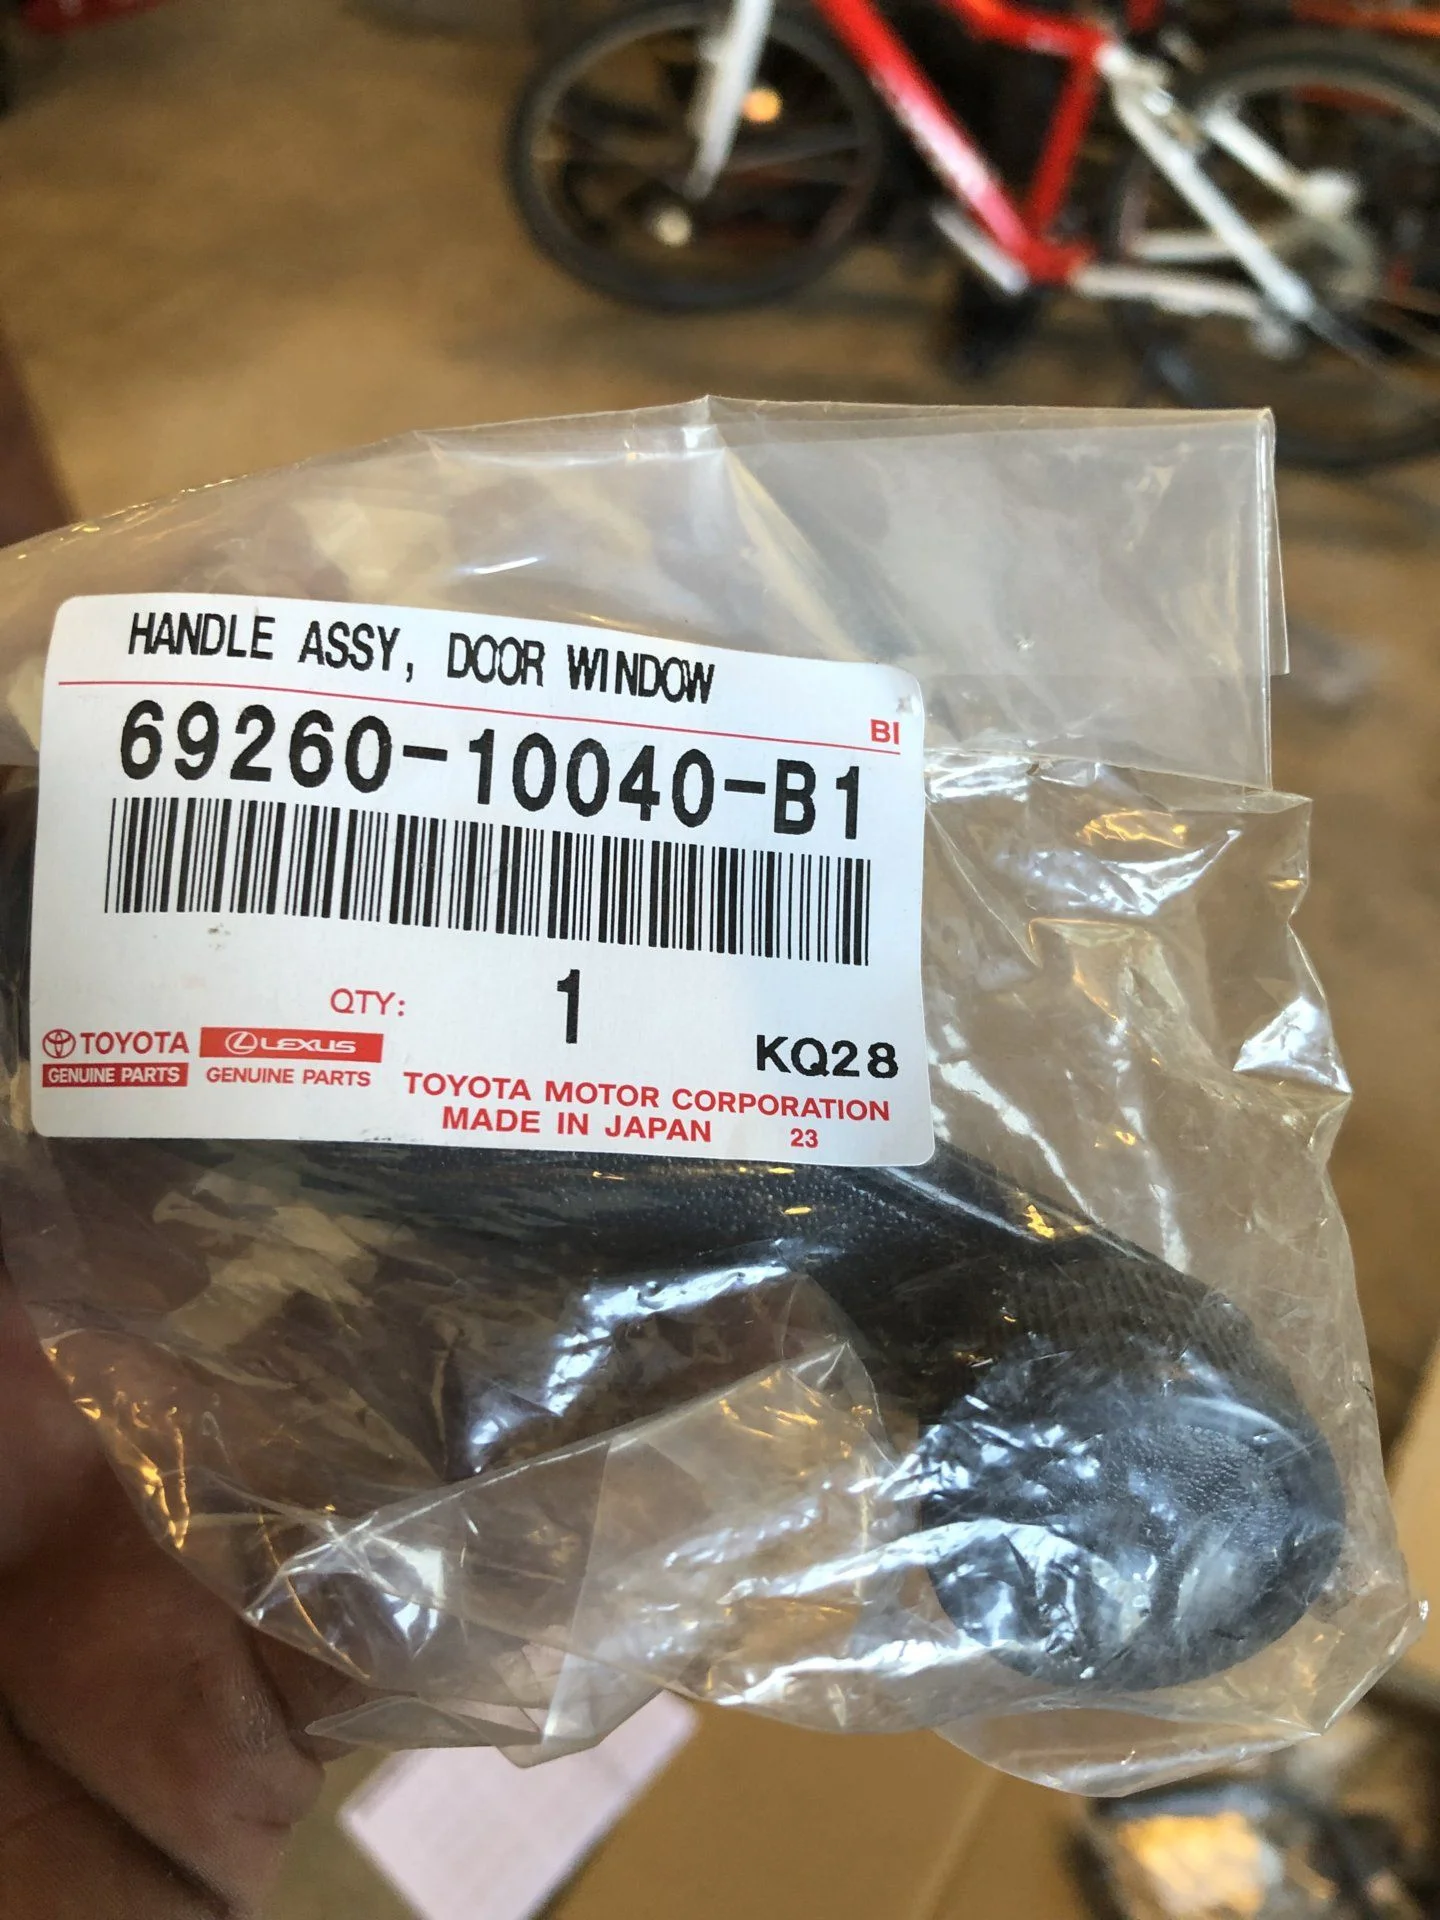 HANDLE ASSY, DOOR WINDOW
BI
69260-10040-B1
QTY: 1
KQ28
TOYOTA LEXUS
GENUINE PARTS GENUINE PARTS
TOYOTA MOTOR CORPORATION
MADE IN JAPAN 23